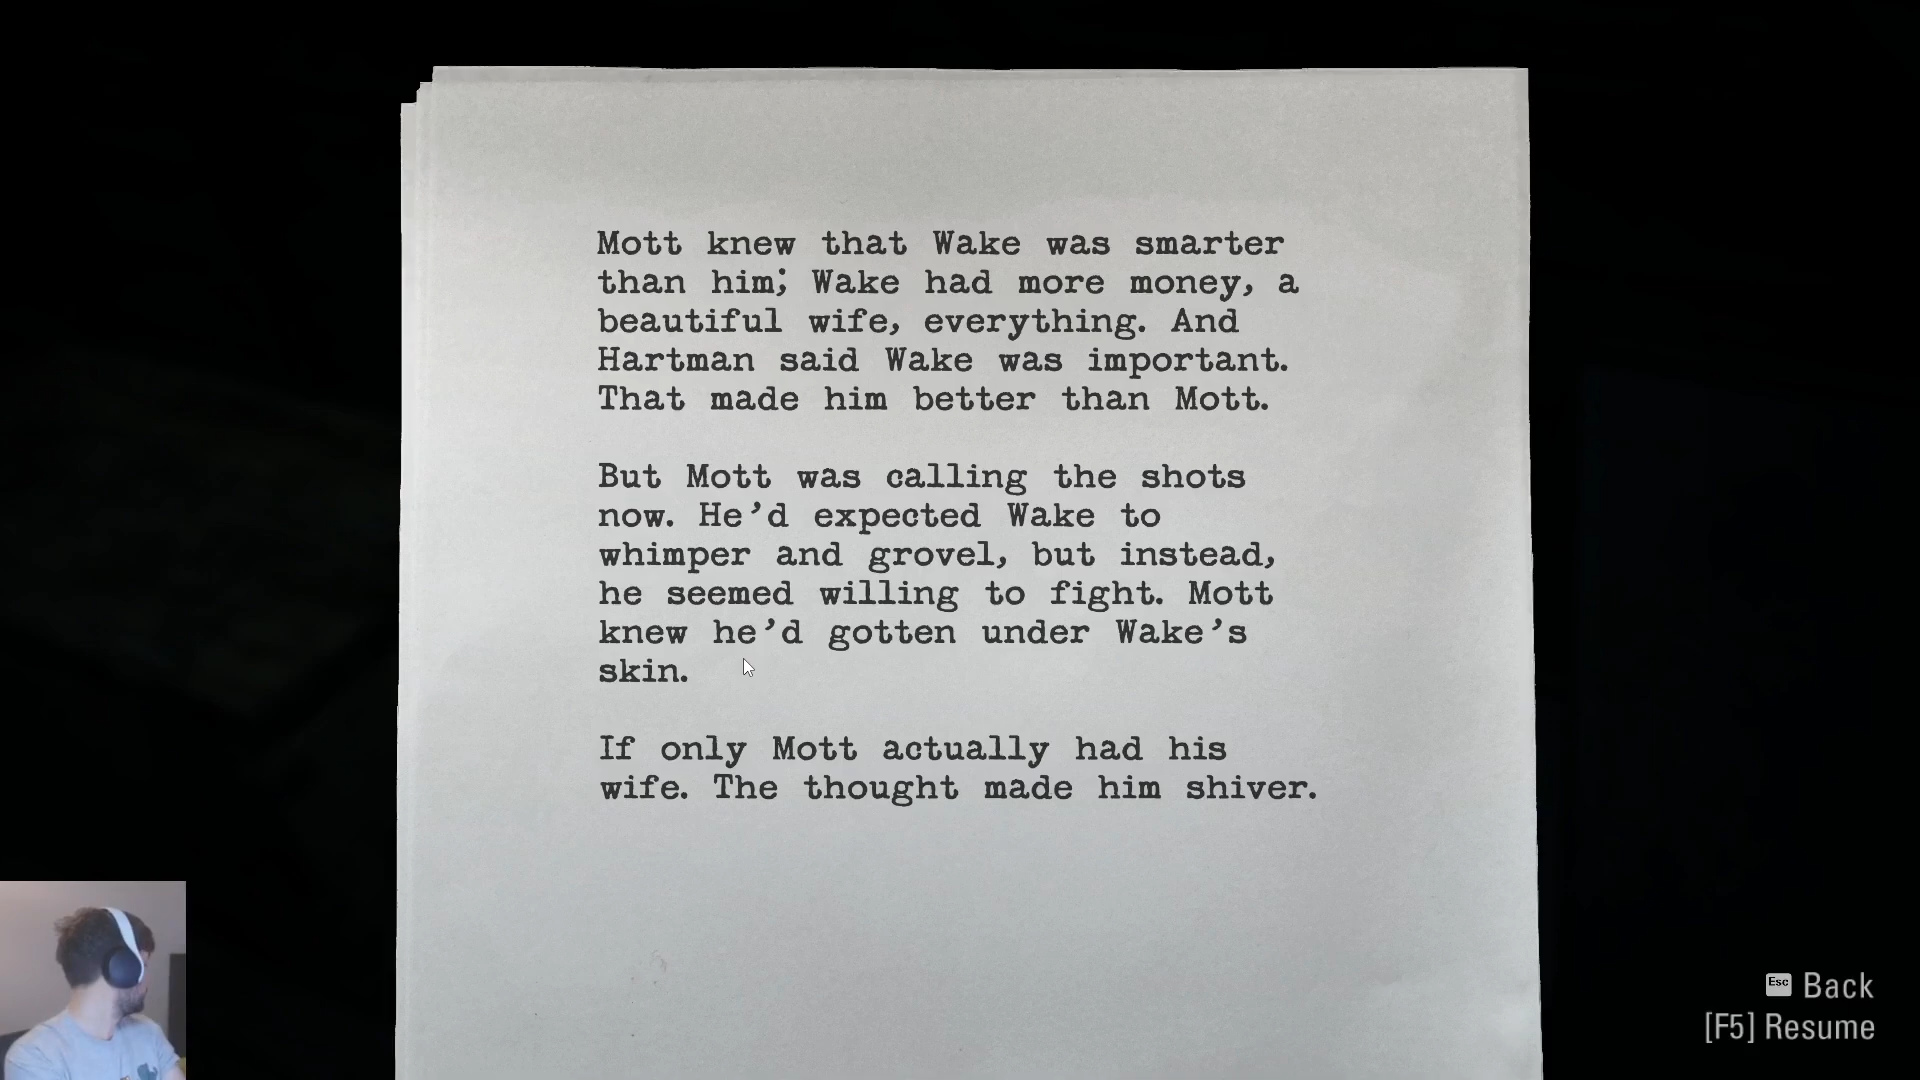 Mott knew that Wake was smarter
than him; Wake had more money, a
beautiful wife, everything. And
Hartman said Wake was important.
That made him better than Mott.
But Mott was calling the shots
now. He’d expected Wake to
whimper and grovel, but instead,
he seemed willing to fight. Mott
knew he’d gotten under Wake’s
skin.
If only Mott actually had his
wife. The thought made him shiver.
Esc Back
[F5] Resume